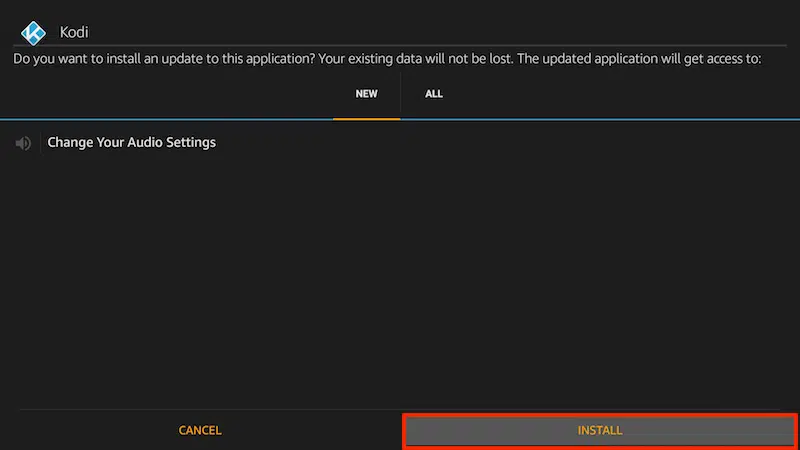 Kodi
Do you want to install an update to this application? Your existing data will not be lost. The updated application will get access to:
NEW ALL
Change Your Audio Settings
CANCEL INSTALL